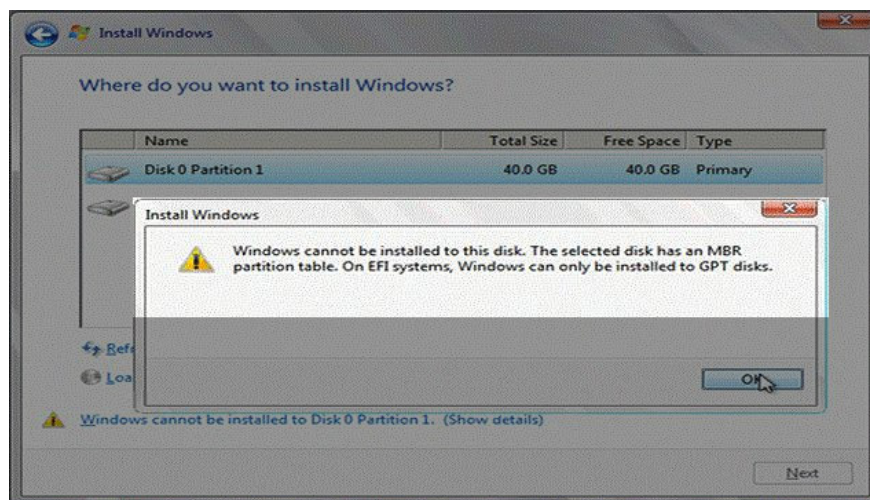 Install Windows
Where do you want to install Windows?
Name Total Size Free Space Type
Disk 0 Partition 1 40.0 GB 40.0 GB Primary
Install Windows
Windows cannot be installed to this disk. The selected disk has an MBR
partition table. On EFI systems, Windows can only be installed to GPT disks.
OK
Windows cannot be installed to Disk 0 Partition 1. (Show details)
Next